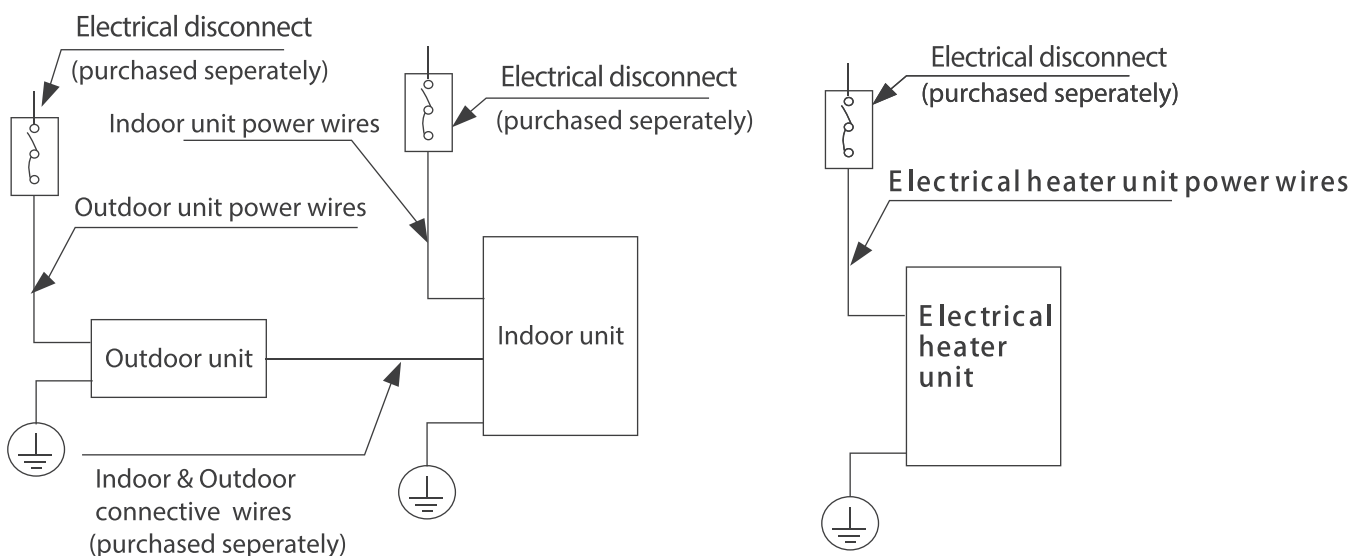 Electrical disconnect
(purchased seperately)
Indoor unit power wires
Outdoor unit power wires
Electrical disconnect
(purchased seperately)
Outdoor unit
Indoor unit
Indoor & Outdoor
connective wires
(purchased seperately)
Electrical disconnect
(purchased seperately)
Electrical heater unit power wires
Electrical
heater
unit